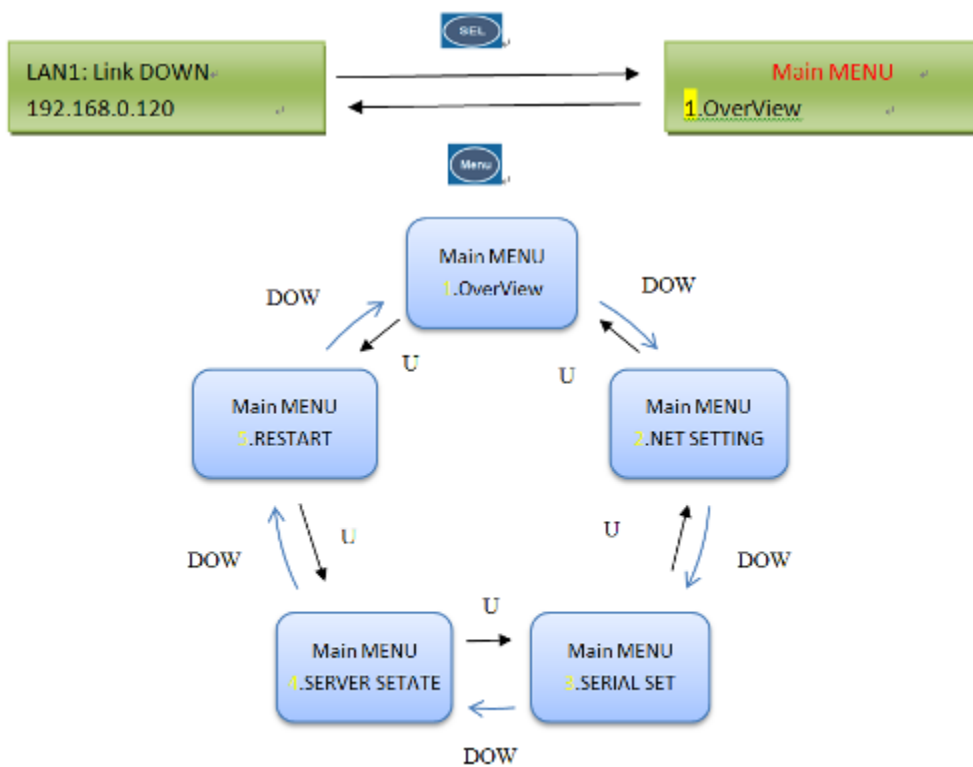 SEL
LAN1: Link DOWN
192.168.0.120
Main MENU
1.OverView
Menu
Main MENU
1.OverView
DOW
DOW
U
U
Main MENU
5.RESTART
Main MENU
2.NET SETTING
U
U
DOW
DOW
U
Main MENU
4.SERVER SETATE
Main MENU
3.SERIAL SET
DOW